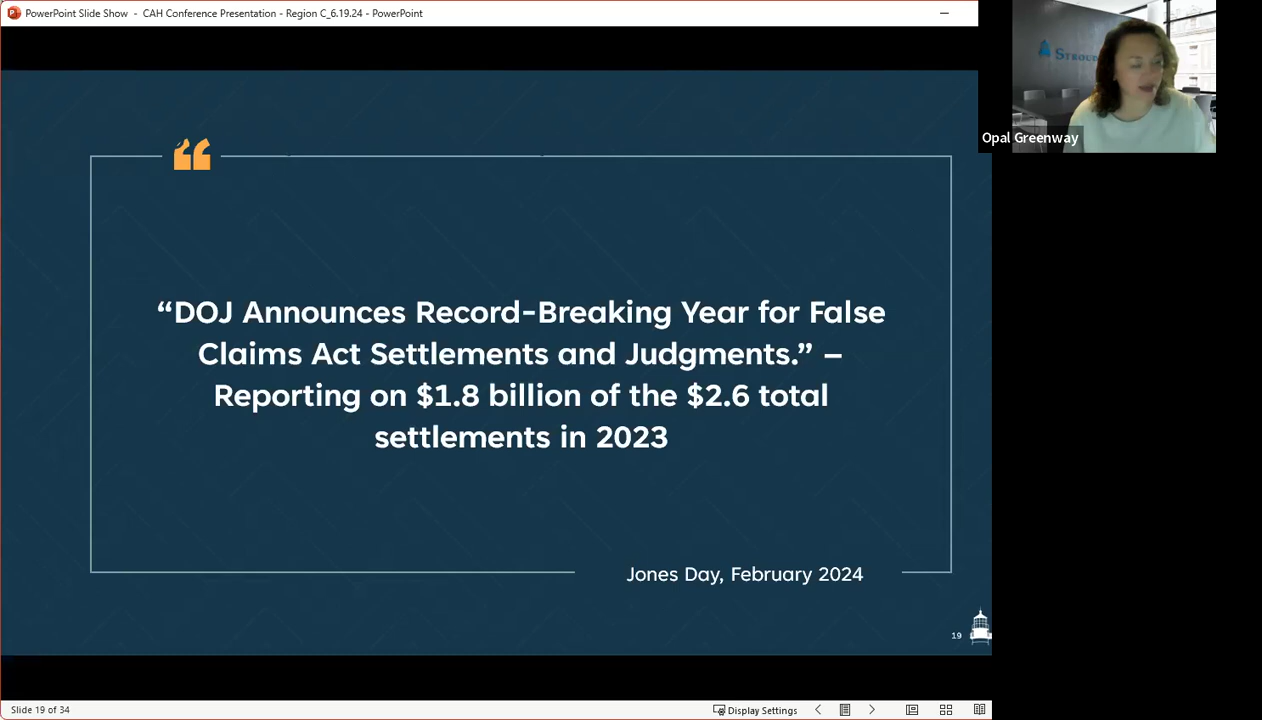 PowerPoint Slide Show - CAH Conference Presentation - Region C_6.19.24 - PowerPoint
Opal Greenway
“DOJ Announces Record-Breaking Year for False
Claims Act Settlements and Judgments.” –
Reporting on $1.8 billion of the $2.6 total
settlements in 2023
Jones Day, February 2024
19
Slide 19 of 34
Display Settings